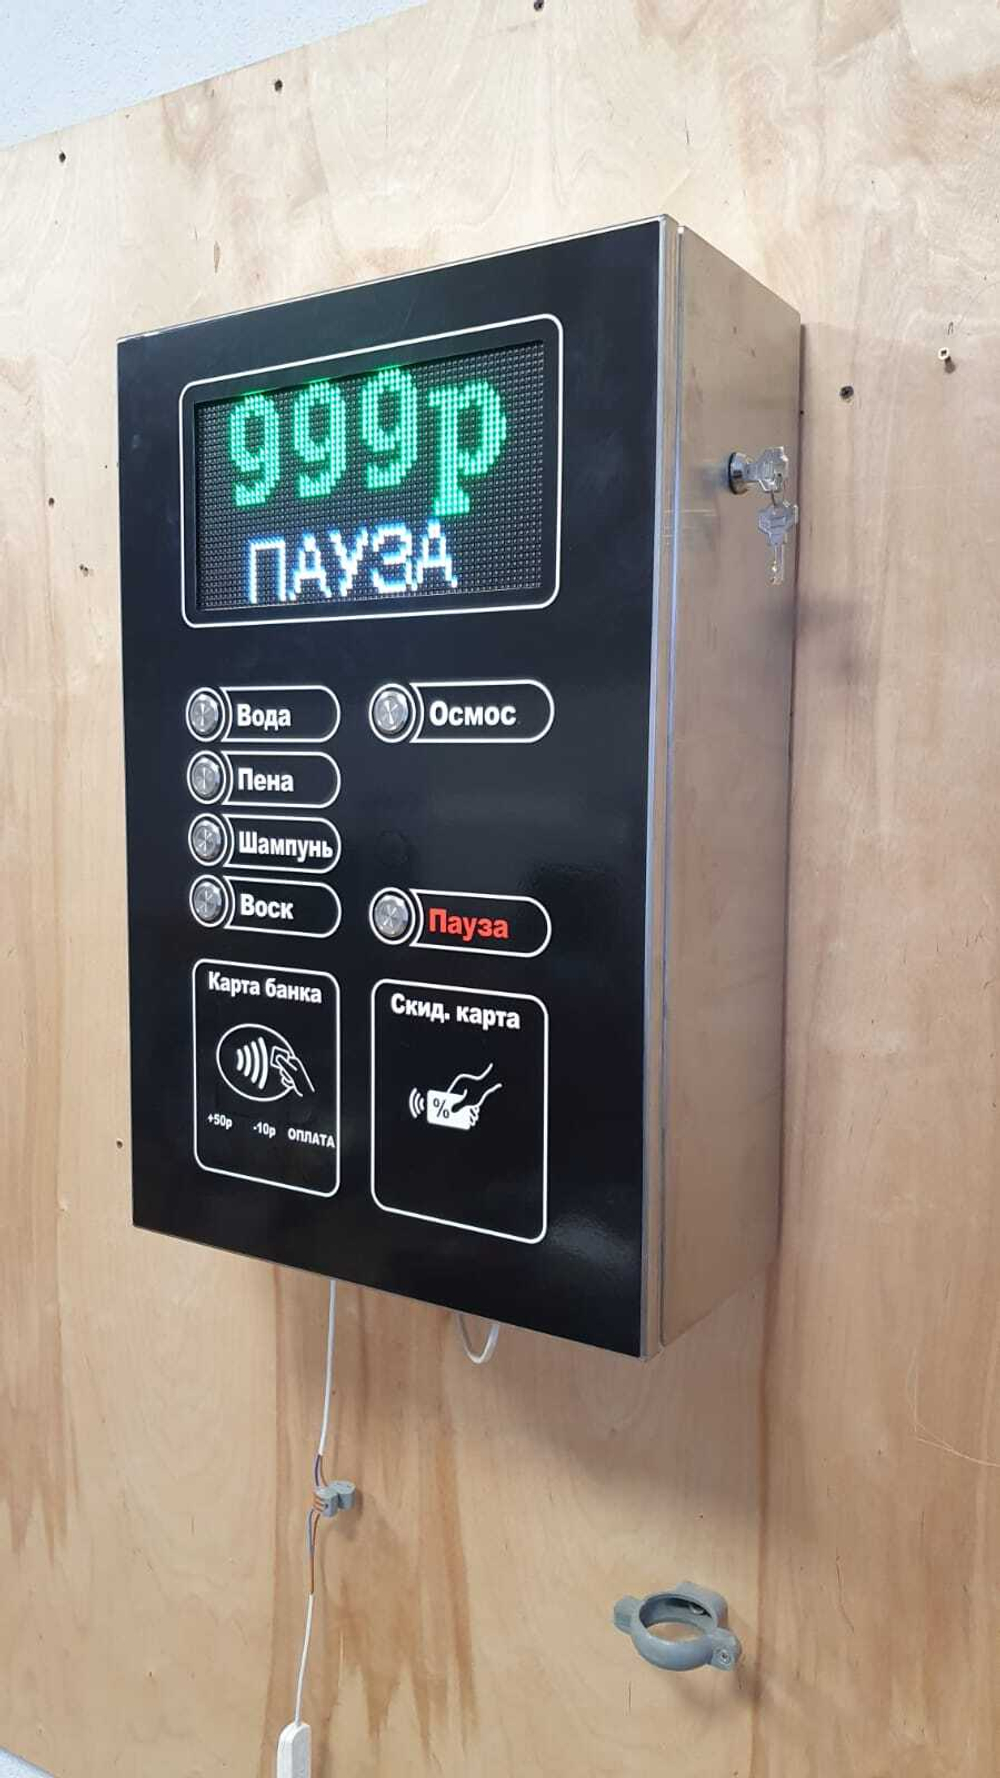 999р
ПАУЗА
Вода
Осмос
Пена
Шампунь
Воск
Пауза
Карта банка
+50р -10р ОПЛАТА
Скид. карта
%